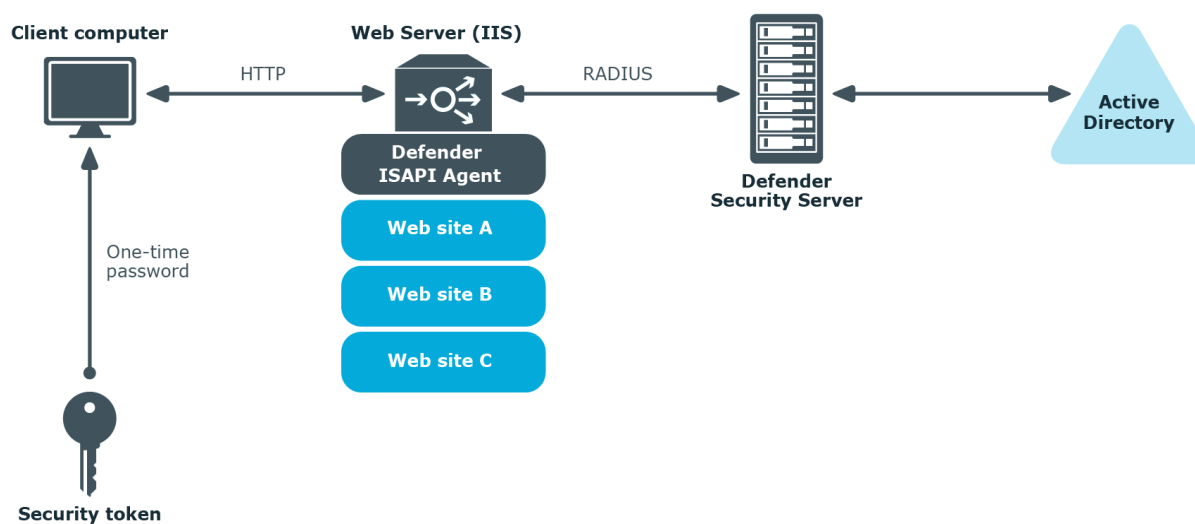 Client computer
Web Server (IIS)
HTTP
RADIUS
Active
Directory
Defender
ISAPI Agent
Defender
Security Server
Web site A
One-time
password
Web site B
Web site C
Security token